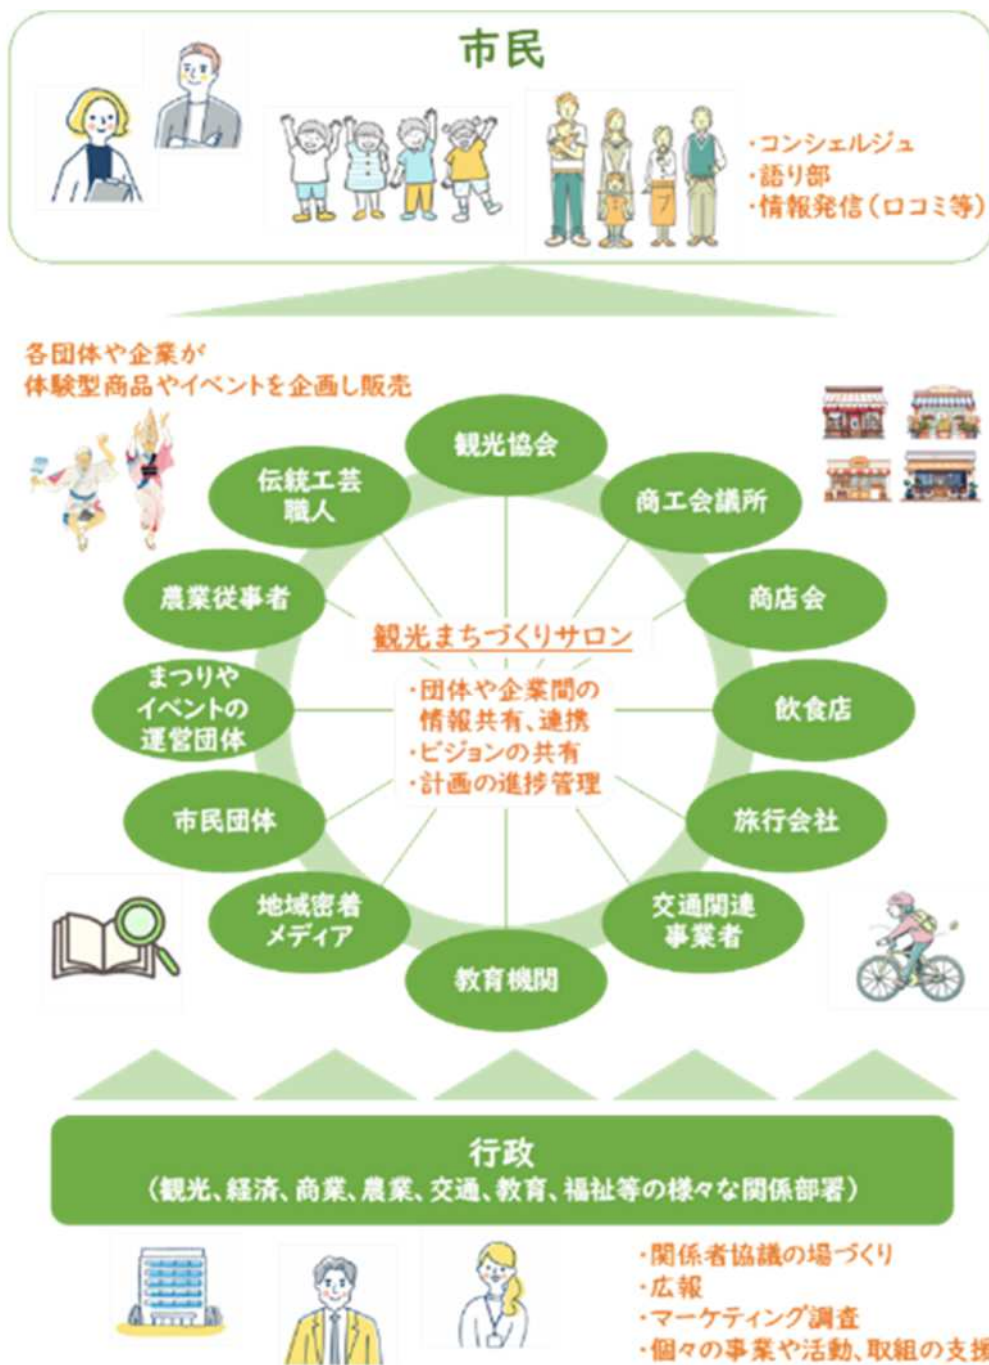 市民
・コンシェルジュ
・語り部
・情報発信(口コミ等)
各団体や企業が
体験型商品やイベントを企画し販売
観光協会
伝統工芸
職人
商工会議所
農業従事者
商店会
観光まちづくりサロン
まつりや
イベントの
運営団体
・団体や企業間の
情報共有、連携
・ビジョンの共有
・計画の進捗管理
飲食店
市民団体
旅行会社
地域密着
メディア
交通関連
事業者
教育機関
行政
(観光、経済、商業、農業、交通、教育、福祉等の様々な関係部署)
・関係者協議の場づくり
・広報
・マーケティング調査
・個々の事業や活動、取組の支援